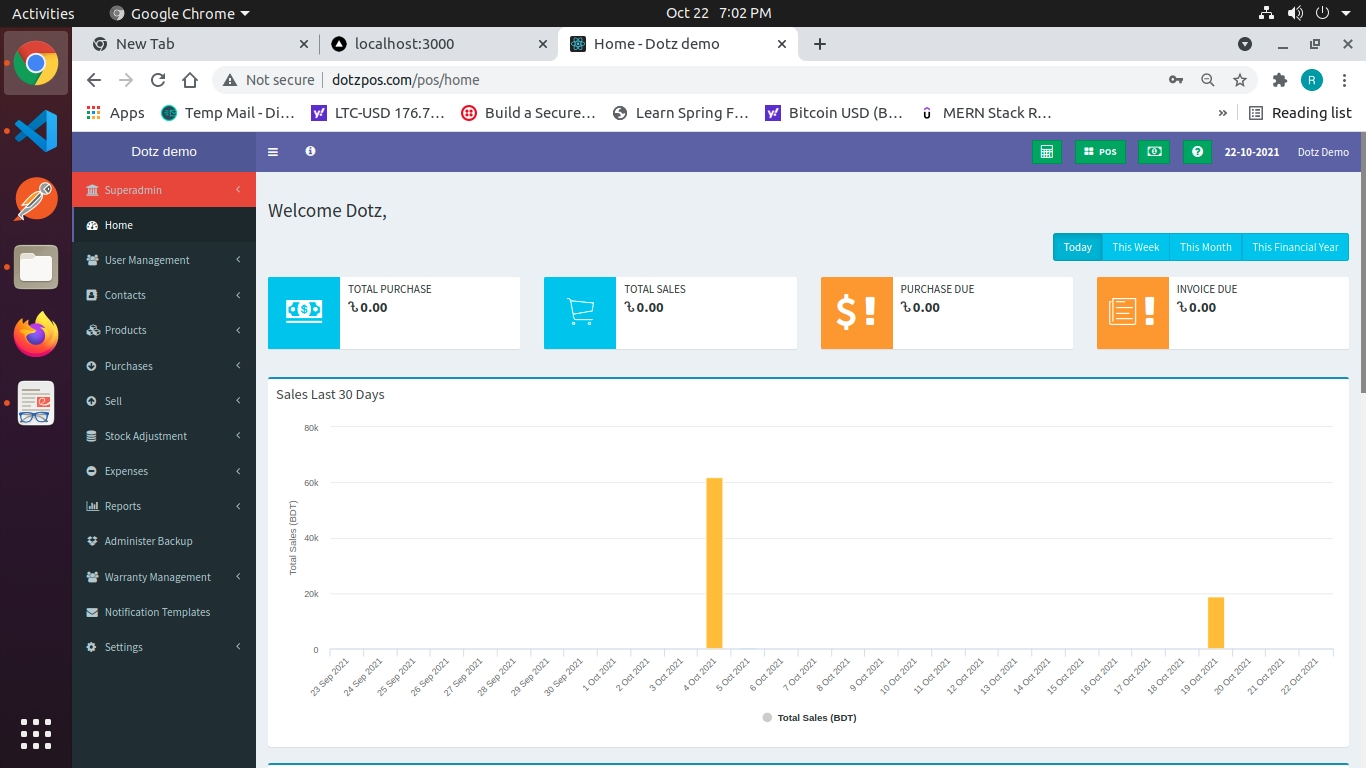 Activities Google Chrome Oct 22 7:02 PM
New Tab localhost:3000 Home - Dotz demo
Not secure dotzpos.com/pos/home R
Apps Temp Mail - Di... LTC-USD 176.7... Build a Secure... Learn Spring F... Bitcoin USD (B... MERN Stack R... » Reading list
Dotz demo POS 22-10-2021 Dotz Demo
Superadmin
Home
User Management
Contacts
Products
Purchases
Sell
Stock Adjustment
Expenses
Reports
Administer Backup
Warranty Management
Notification Templates
Settings
Welcome Dotz,
Today This Week This Month This Financial Year
TOTAL PURCHASE
৳ 0.00
TOTAL SALES
৳ 0.00
PURCHASE DUE
৳ 0.00
INVOICE DUE
৳ 0.00
Sales Last 30 Days
Total Sales (BDT)
80k
60k
40k
20k
0
23 Sep 2021 24 Sep 2021 25 Sep 2021 26 Sep 2021 27 Sep 2021 28 Sep 2021 29 Sep 2021 30 Sep 2021 1 Oct 2021 2 Oct 2021 3 Oct 2021 4 Oct 2021 5 Oct 2021 6 Oct 2021 7 Oct 2021 8 Oct 2021 9 Oct 2021 10 Oct 2021 11 Oct 2021 12 Oct 2021 13 Oct 2021 14 Oct 2021 15 Oct 2021 16 Oct 2021 17 Oct 2021 18 Oct 2021 19 Oct 2021 20 Oct 2021 21 Oct 2021 22 Oct 2021
Total Sales (BDT)